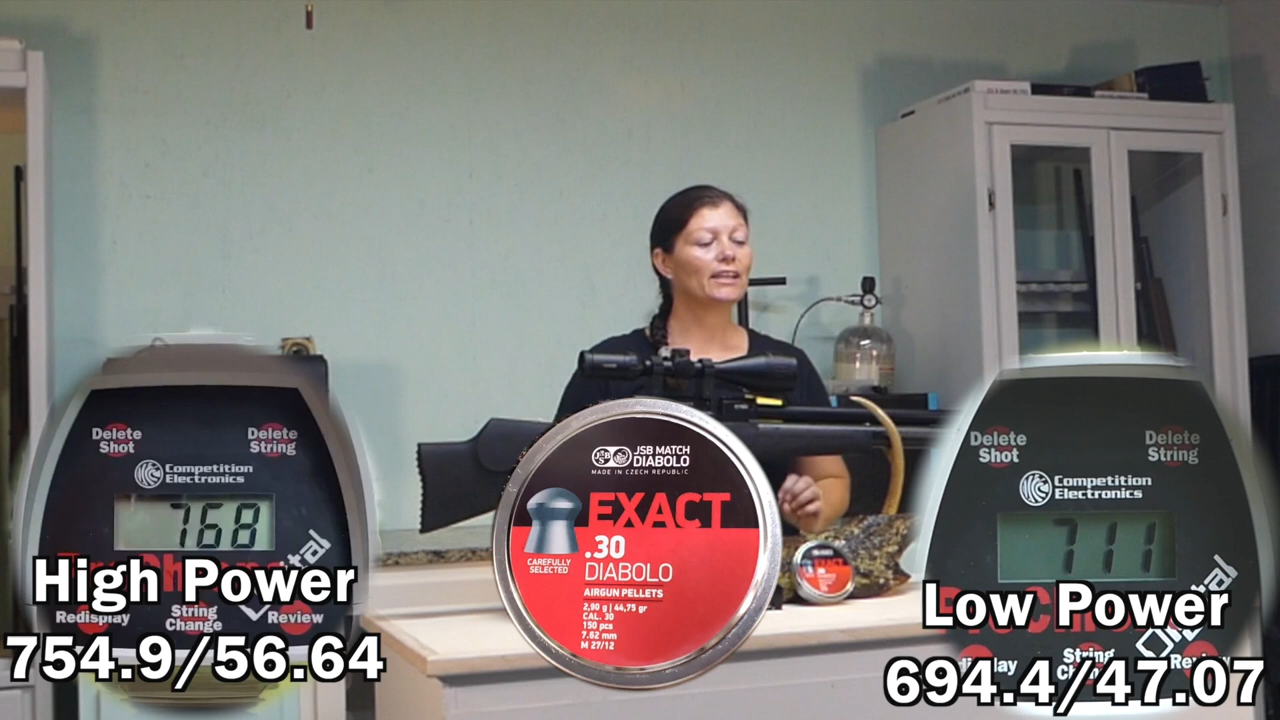 Delete
Shot
Delete
String
Competition
Electronics
768
High Power
Redisplay
String
Change
Review
754.9/56.64
JSB MATCH
DIABOLO
MADE IN CZECH REPUBLIC
EXACT
.30
DIABOLO
CAREFULLY
SELECTED
AIRGUN PELLETS
2,90 g | 44,75 gr
CAL. 30
150 pcs
7.62 mm
M 27/12
Delete
Shot
Delete
String
Competition
Electronics
711
Low Power
694.4/47.07